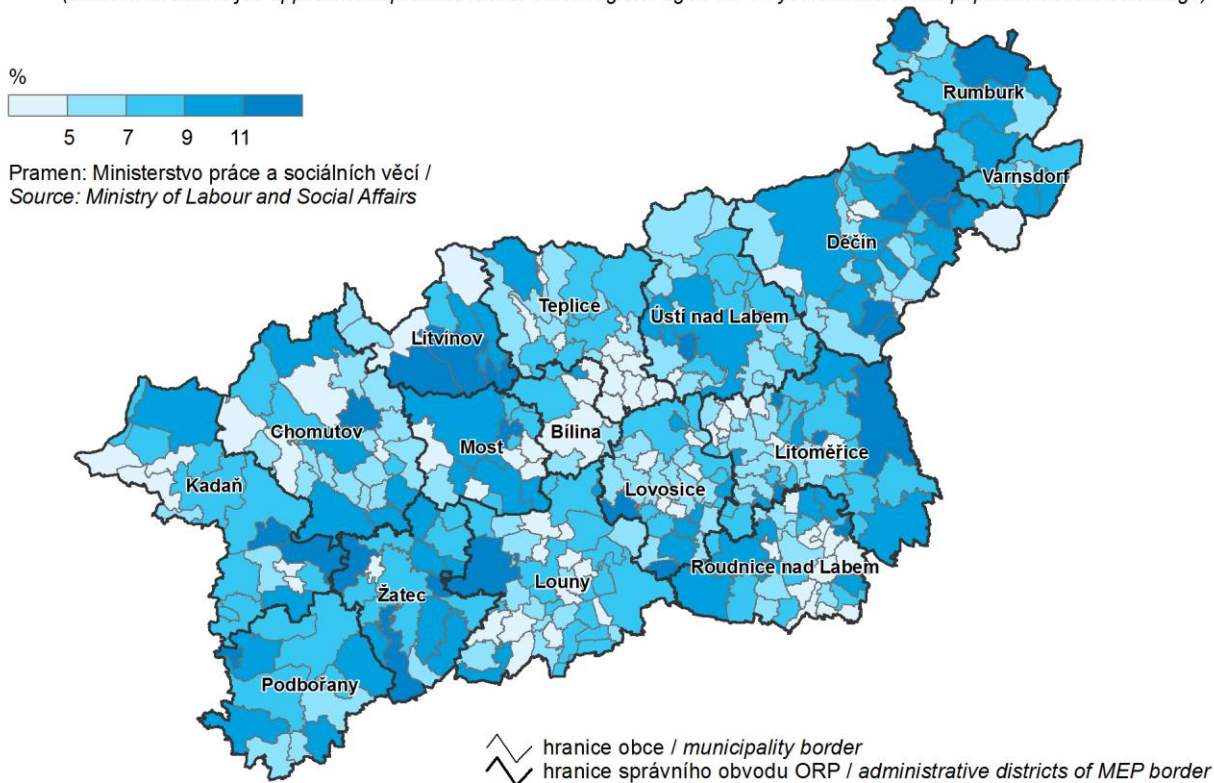 %
5 7 9 11
Pramen: Ministerstvo práce a sociálních věcí /
Source: Ministry of Labour and Social Affairs
Rumburk
Varnsdorf
Děčín
Teplice
Ústí nad Labem
Litvínov
Chomutov
Most
Bílina
Litoměřice
Kadaň
Lovosice
Roudnice nad Labem
Louny
Žatec
Podbořany
hranice obce / municipality border
hranice správního obvodu ORP / administrative districts of MEP border